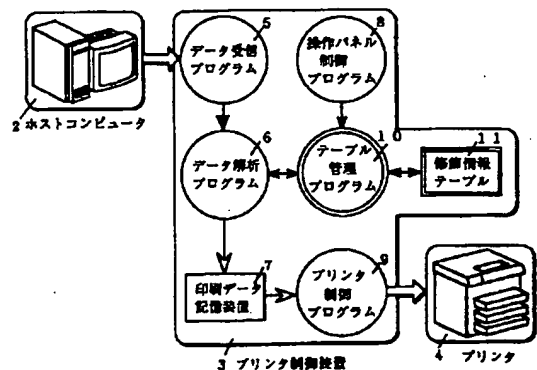 5
データ受信
プログラム
8
操作パネル
制御
プログラム
2 ホストコンピュータ
6
データ解析
プログラム
10
テーブル
管理
プログラム
11
修飾情報
テーブル
7
印刷データ
記憶装置
9
プリンタ
制御
プログラム
3 プリンタ制御装置
4 プリンタ